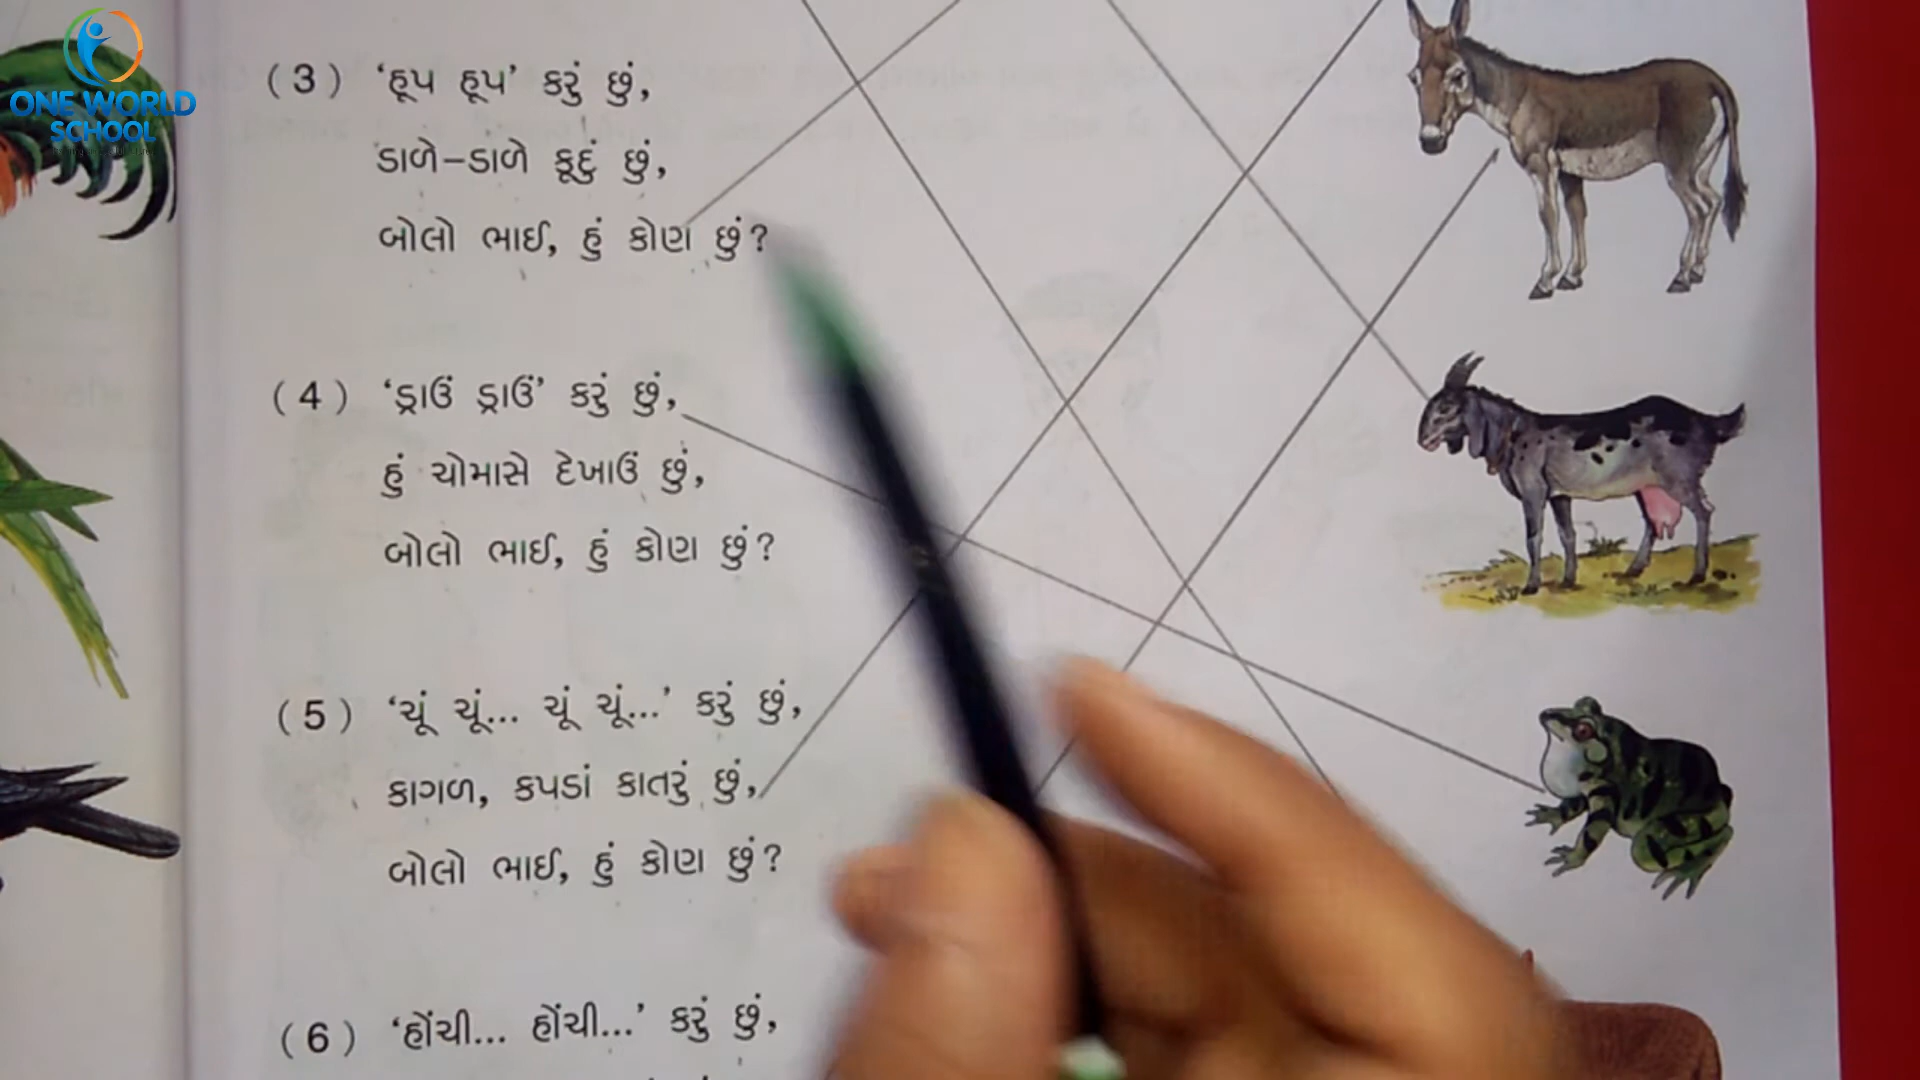 ONE WORLD
SCHOOL
(3) ‘હૂપ હૂપ’ કરું છું,
ડાળે-ડાળે કૂદું છું,
બોલો ભાઈ, હું કોણ છું?
(4) ‘ડ્રાઉં ડ્રાઉં’ કરું છું,
હું ચોમાસે દેખાઉં છું,
બોલો ભાઈ, હું કોણ છું?
(5) ‘ચૂં ચૂં... ચૂં ચૂં...’ કરું છું,
કાગળ, કપડાં કાતરું છું,
બોલો ભાઈ, હું કોણ છું?
(6) ‘હોંચી... હોંચી...’ કરું છું,